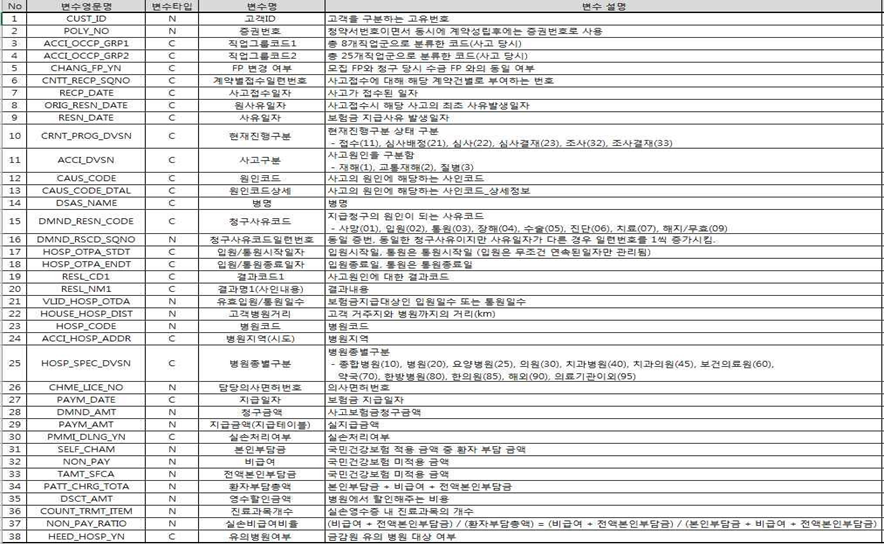 No 변수영문명 변수타입 변수명 변수 설명
1 CUST_ID N 고객ID 고객을 구분하는 고유번호
2 POLY_NO N 증권번호 청약서번호이면서 동시에 계약성립후에는 증권번호로 사용
3 ACCI_OCCP_GRP1 C 직업그룹코드1 총 8개직업군으로 분류한 코드(사고 당시)
4 ACCI_OCCP_GRP2 C 직업그룹코드2 총 25개직업군으로 분류한 코드(사고 당시)
5 CHANG_FP_YN C FP 변경 여부 모집 FP와 청구 당시 수금 FP 와의 동일 여부
6 CNTT_RECP_SQNO C 계약별접수일련번호 사고접수에 대해 해당 계약건별로 부여하는 번호
7 RECP_DATE C 사고접수일자 사고가 접수된 일자
8 ORIG_RESN_DATE C 원사유일자 사고접수시 해당 사고의 최초 사유발생일자
9 RESN_DATE C 사유일자 보험금 지급사유 발생일자
10 CRNT_PROG_DVSN C 현재진행구분 현재진행구분 상태 구분
- 접수(11), 심사배정(21), 심사(22), 심사결재(23), 조사(32), 조사결재(33)
11 ACCI_DVSN C 사고구분 사고원인을 구분함
- 재해(1), 교통재해(2), 질병(3)
12 CAUS_CODE C 원인코드 사고의 원인에 해당하는 사인코드
13 CAUS_CODE_DTAL C 원인코드상세 사고의 원인에 해당하는 사인코드_상세정보
14 DSAS_NAME C 병명 병명
15 DMND_RESN_CODE C 청구사유코드 지급청구의 원인이 되는 사유코드
- 사망(01), 입원(02), 통원(03), 장해(04), 수술(05), 진단(06), 치료(07), 해지/무효(09)
16 DMND_RSCD_SQNO N 청구사유코드일련번호 동일 증번, 동일한 청구사유이지만 사유일자가 다른 경우 일련번호를 1씩 증가시킴.
17 HOSP_OTPA_STDT C 입원/통원시작일자 입원시작일, 통원은 통원시작일 (입원은 무조건 연속된일자만 관리됨)
18 HOSP_OTPA_ENDT C 입원/통원종료일자 입원종료일, 통원은 통원종료일
19 RESL_CD1 C 결과코드1 사고원인에 대한 결과코드
20 RESL_NM1 C 결과명1(사인내용) 결과내용
21 VLID_HOSP_OTDA N 유효입원/통원일수 보험금지급대상인 입원일수 또는 통원일수
22 HOUSE_HOSP_DIST N 고객병원거리 고객 거주지와 병원까지의 거리(km)
23 HOSP_CODE N 병원코드 병원코드
24 ACCI_HOSP_ADDR C 병원지역(시도) 병원지역
25 HOSP_SPEC_DVSN C 병원종별구분 병원종별구분
- 종합병원(10), 병원(20), 요양병원(25), 의원(30), 치과병원(40), 치과의원(45), 보건의료원(60),
약국(70), 한방병원(80), 한의원(85), 해외(90), 의료기관이외(95)
26 CHME_LICE_NO N 담당의사면허번호 의사면허번호
27 PAYM_DATE C 지급일자 보험금 지급일자
28 DMND_AMT N 청구금액 사고보험금청구금액
29 PAYM_AMT N 지급금액(지급테이블) 실지급금액
30 PMMI_DLNG_YN C 실손처리여부 실손처리여부
31 SELF_CHAM N 본인부담금 국민건강보험 적용 금액 중 환자 부담 금액
32 NON_PAY N 비급여 국민건강보험 미적용 금액
33 TAMT_SFCA N 전액본인부담금 국민건강보험 미적용 금액
34 PATT_CHRG_TOTA N 환자부담총액 본인부담금 + 비급여 + 전액본인부담금
35 DSCT_AMT N 영수할인금액 병원에서 할인해주는 비용
36 COUNT_TRMT_ITEM N 진료과목개수 실손영수증 내 진료과목의 개수
37 NON_PAY_RATIO N 실손비급여비율 (비급여 + 전액본인부담금) / (환자부담총액) = (비급여 + 전액본인부담금) / (본인부담금 + 비급여 + 전액본인부담금)
38 HEED_HOSP_YN C 유의병원여부 금감원 유의 병원 대상 여부